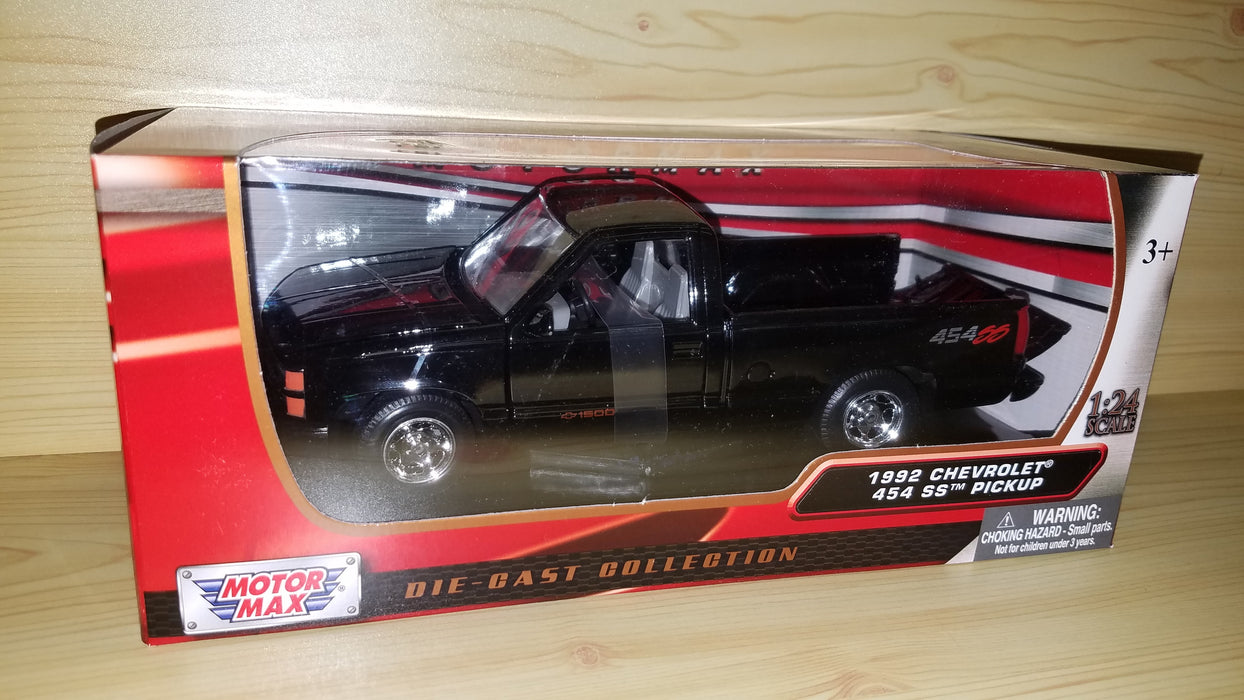 MOTORMAX
3+
454 SS
1500
1:24
SCALE
1992 CHEVROLET®
454 SS™ PICKUP
WARNING:
CHOKING HAZARD - Small parts.
Not for children under 3 years.
DIE-CAST COLLECTION
MOTOR
MAX®